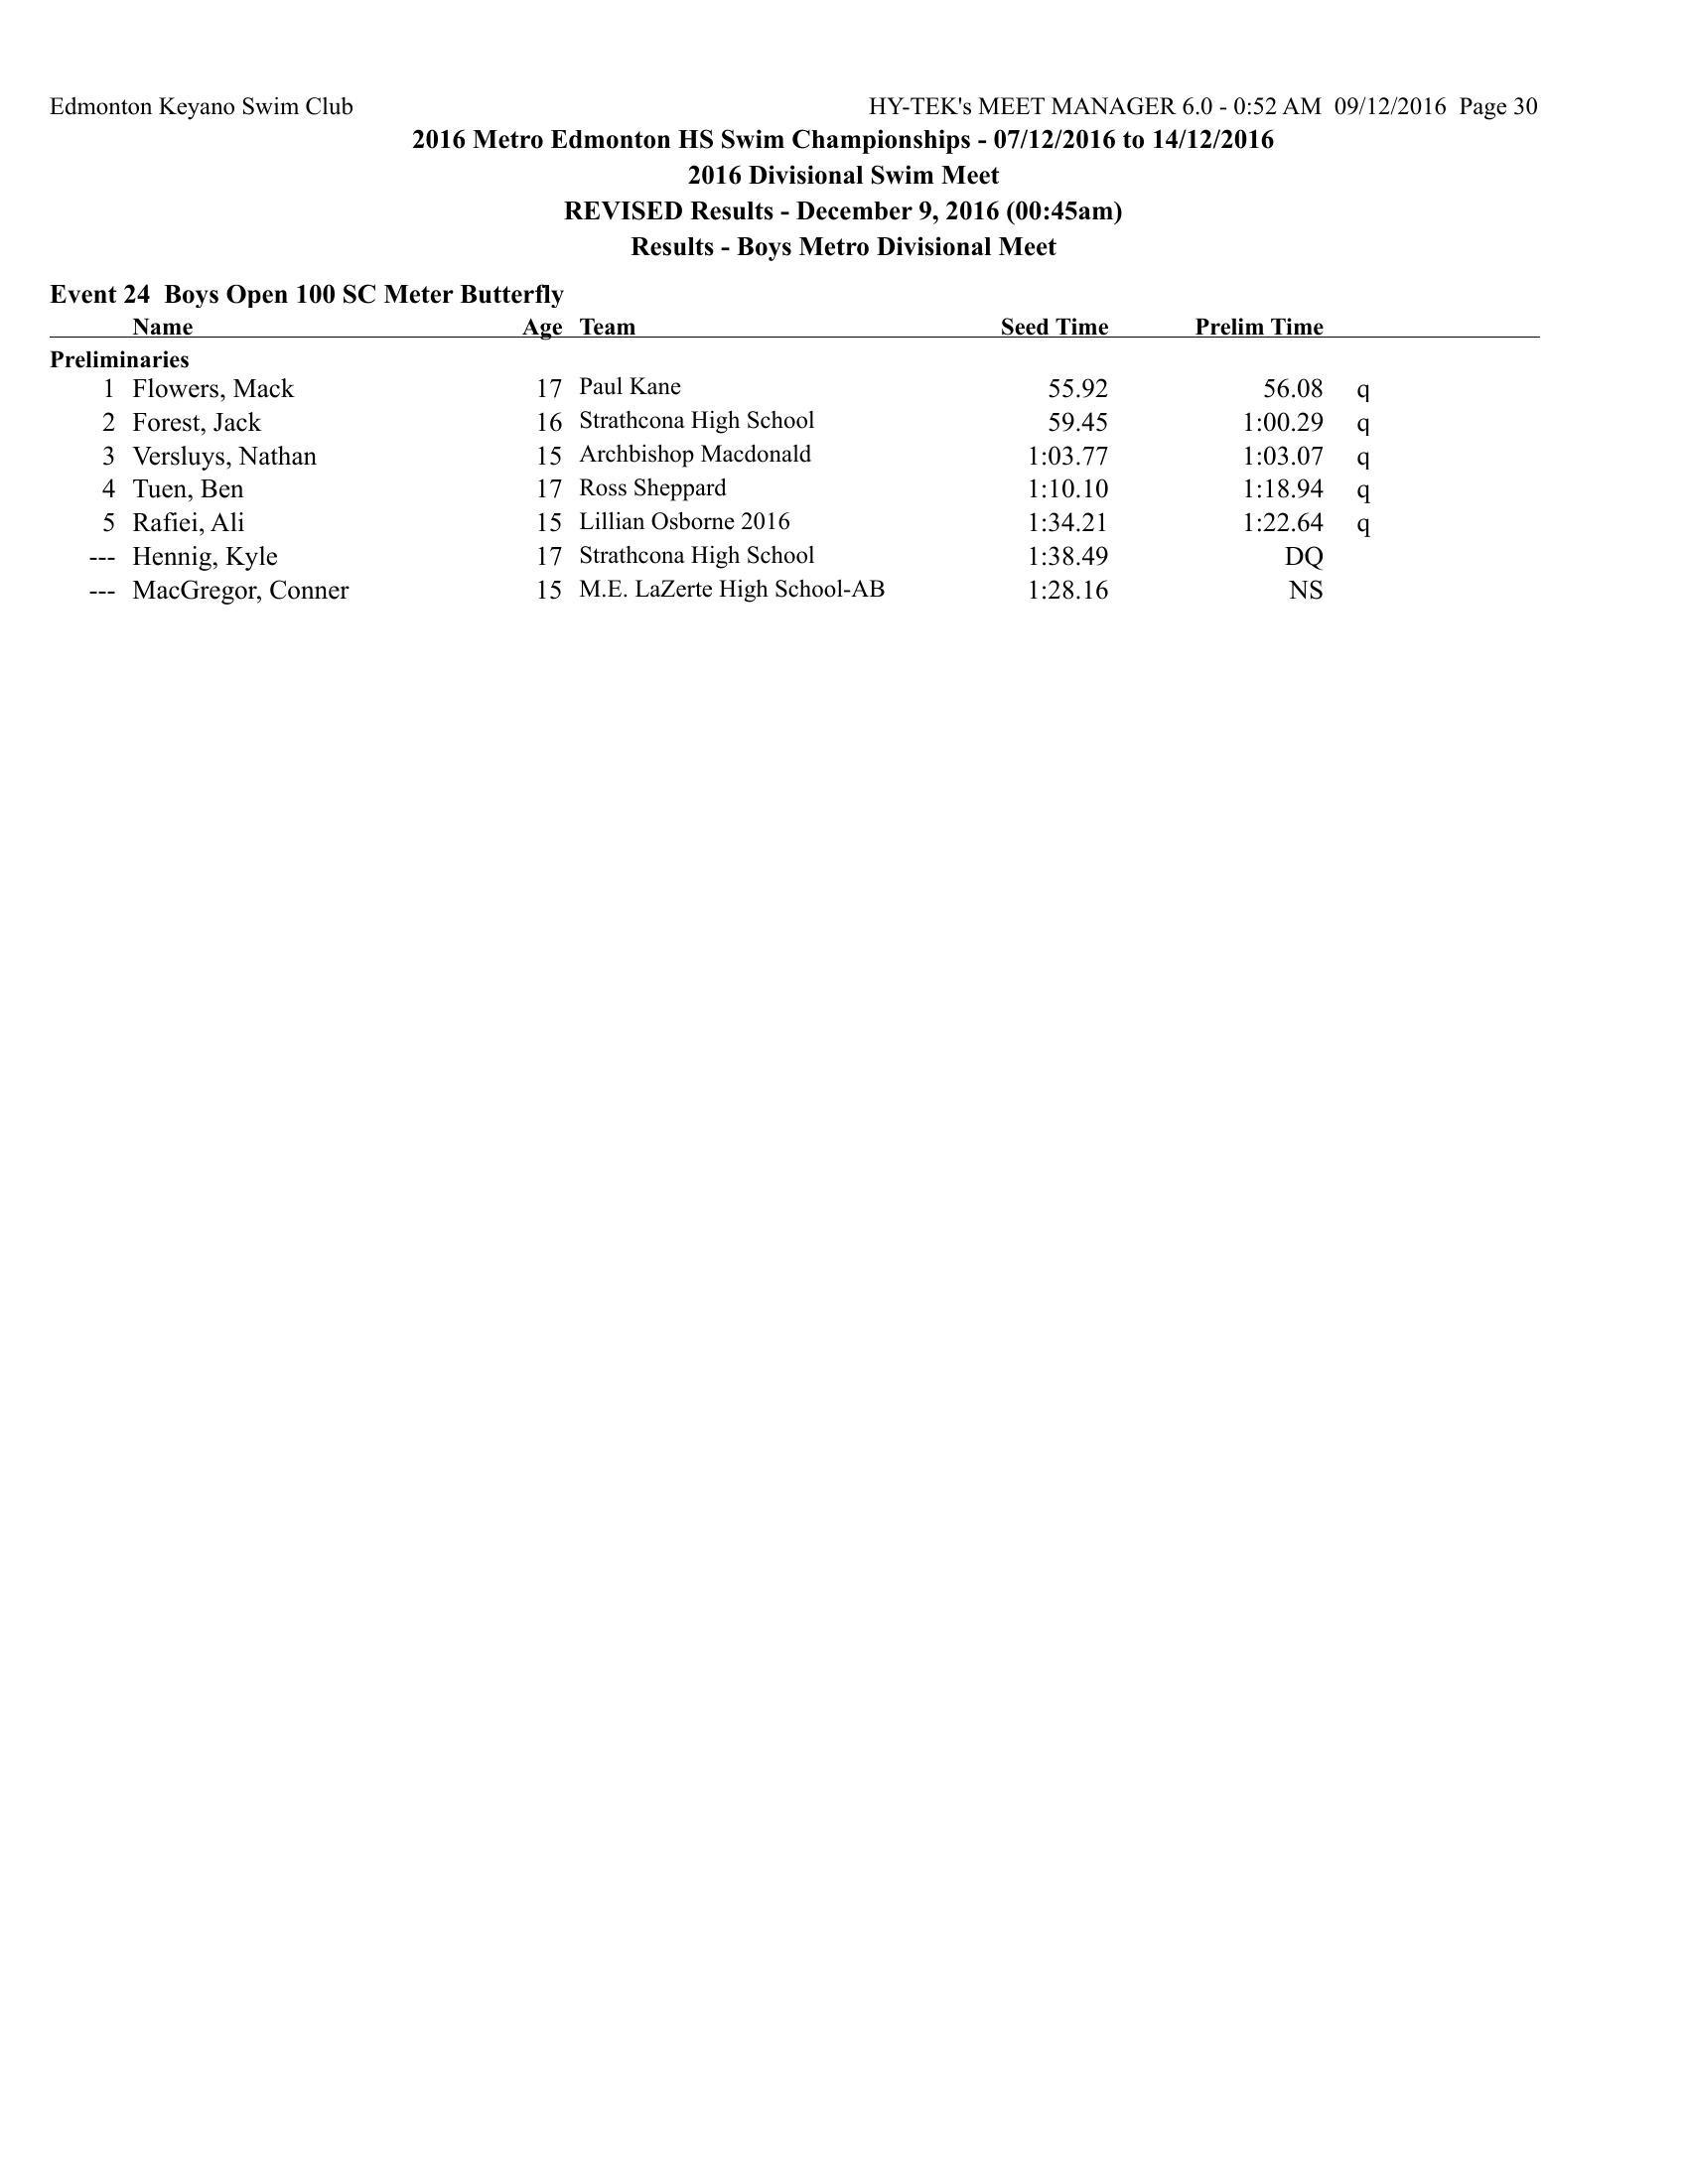 Edmonton Keyano Swim Club HY-TEK's MEET MANAGER 6.0 - 0:52 AM 09/12/2016 Page 30
2016 Metro Edmonton HS Swim Championships - 07/12/2016 to 14/12/2016
2016 Divisional Swim Meet
REVISED Results - December 9, 2016 (00:45am)
Results - Boys Metro Divisional Meet
Event 24 Boys Open 100 SC Meter Butterfly
Name Age Team Seed Time Prelim Time
Preliminaries
1 Flowers, Mack 17 Paul Kane 55.92 56.08 q
2 Forest, Jack 16 Strathcona High School 59.45 1:00.29 q
3 Versluys, Nathan 15 Archbishop Macdonald 1:03.77 1:03.07 q
4 Tuen, Ben 17 Ross Sheppard 1:10.10 1:18.94 q
5 Rafiei, Ali 15 Lillian Osborne 2016 1:34.21 1:22.64 q
--- Hennig, Kyle 17 Strathcona High School 1:38.49 DQ
--- MacGregor, Conner 15 M.E. LaZerte High School-AB 1:28.16 NS